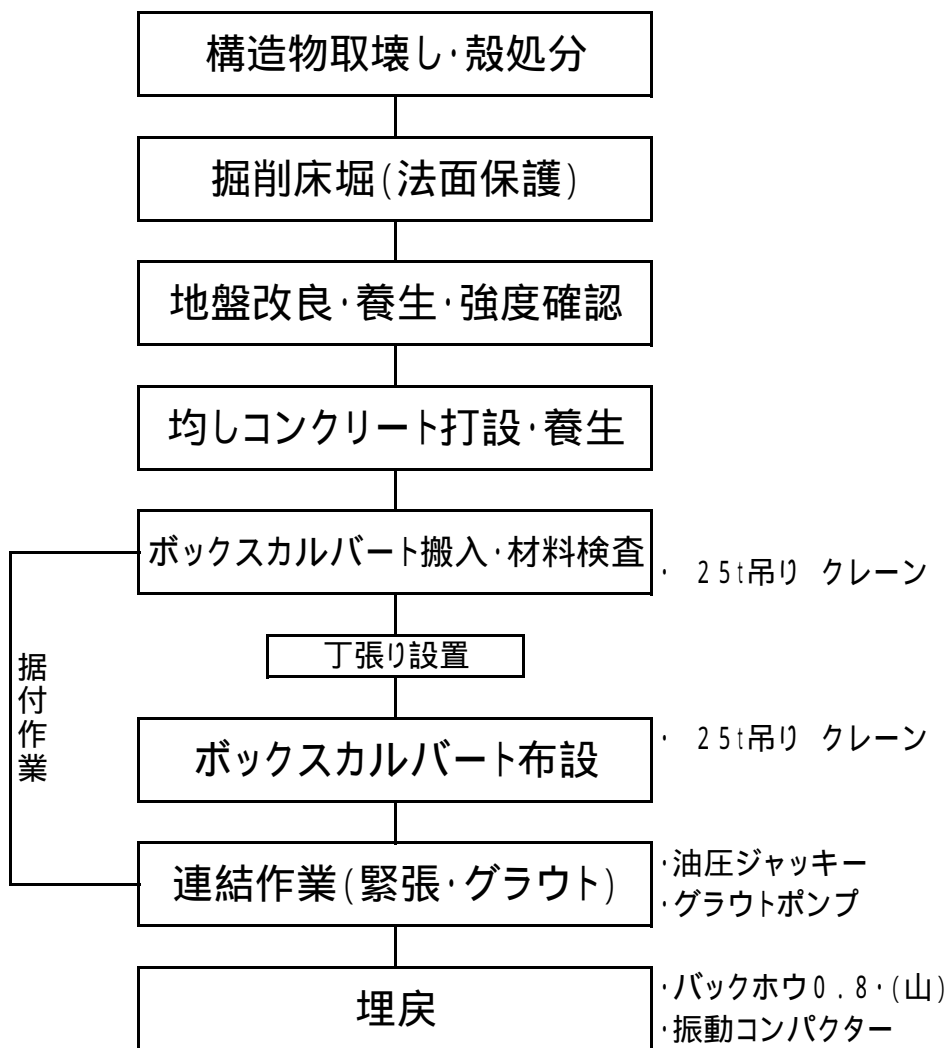 構造物取壊し·殻処分
掘削床堀(法面保護)
地盤改良·養生·強度確認
均しコンクリート打設·養生
ボックスカルバート搬入·材料検査
· 25t吊り クレーン
丁張り設置
据付作業
ボックスカルバート布設
· 25t吊り クレーン
連結作業(緊張·グラウト)
·油圧ジャッキー
·グラウトポンプ
埋戻
·バックホウ0.8·(山)
·振動コンパクター